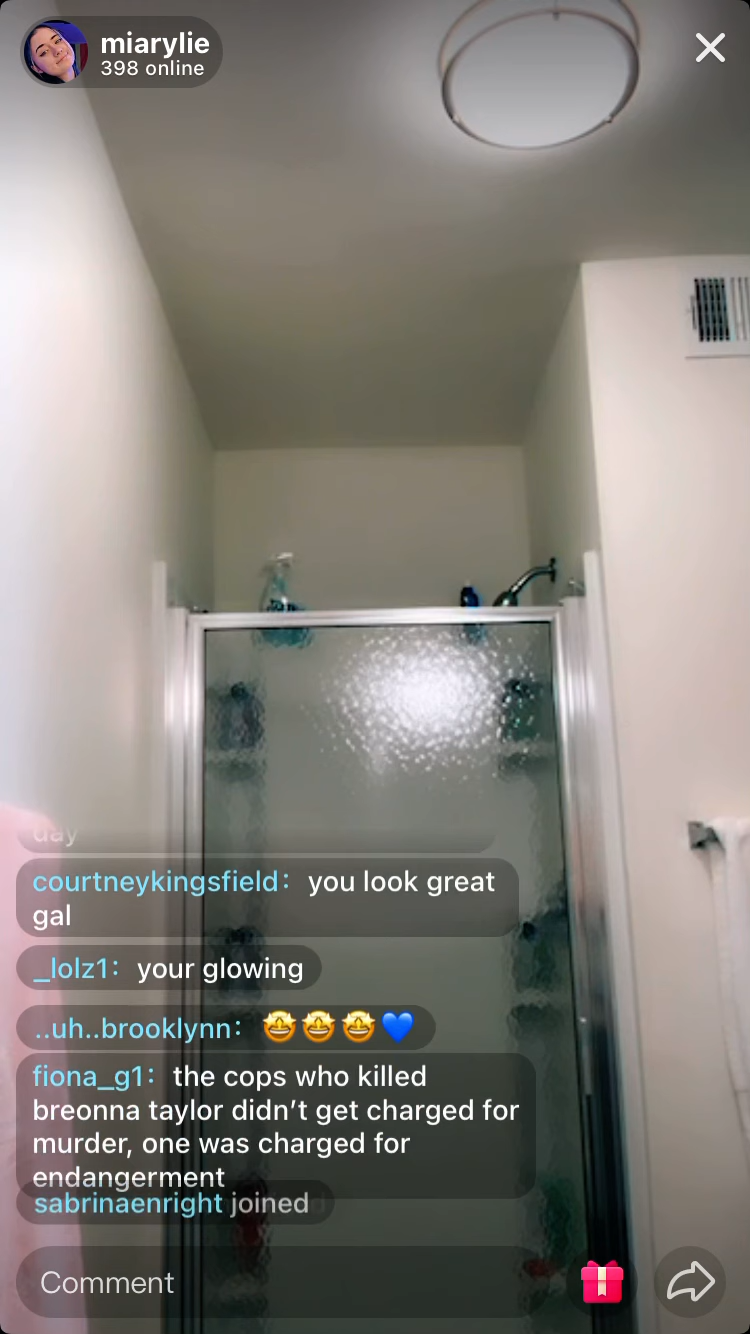 miarylie
398 online
day
courtneykingsfield: you look great
gal
_lolz1: your glowing
..uh..brooklynn: 🤩🤩🤩💙
fiona_g1: the cops who killed
breonna taylor didn’t get charged for
murder, one was charged for
endangerment
sabrinaenright joined
Comment